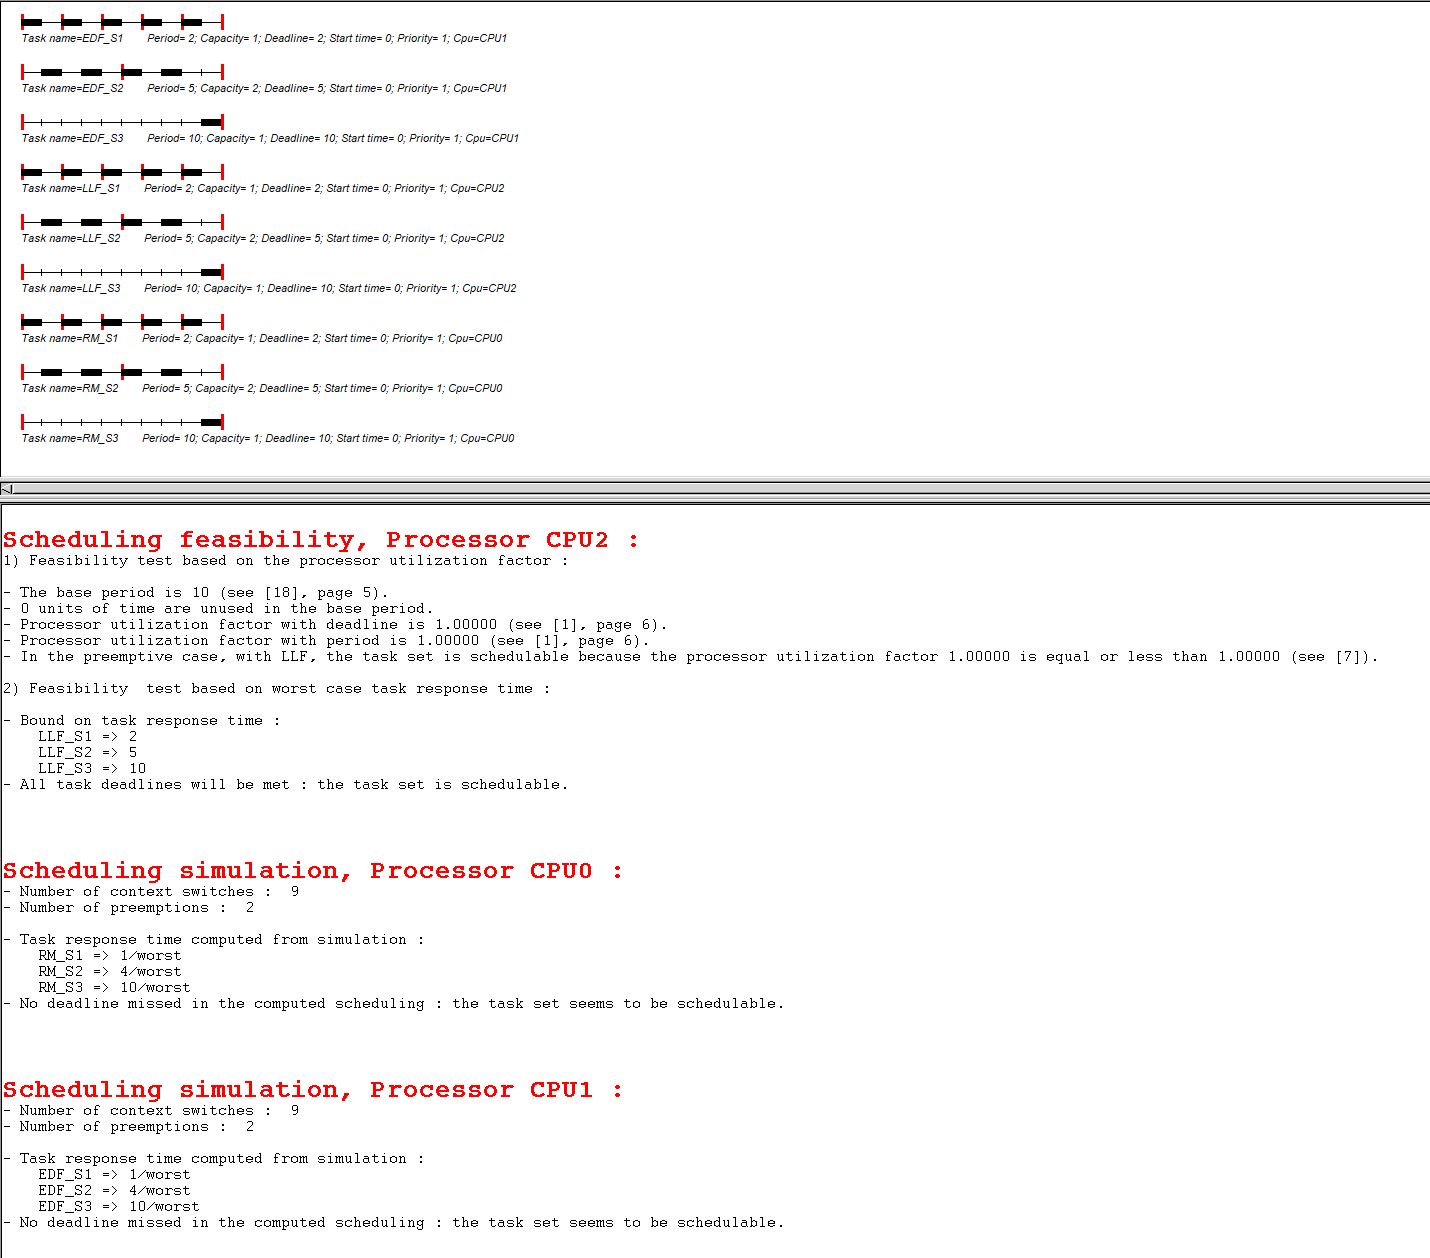 Task name=EDF_S1 Period= 2; Capacity= 1; Deadline= 2; Start time= 0; Priority= 1; Cpu=CPU1
Task name=EDF_S2 Period= 5; Capacity= 2; Deadline= 5; Start time= 0; Priority= 1; Cpu=CPU1
Task name=EDF_S3 Period= 10; Capacity= 1; Deadline= 10; Start time= 0; Priority= 1; Cpu=CPU1
Task name=LLF_S1 Period= 2; Capacity= 1; Deadline= 2; Start time= 0; Priority= 1; Cpu=CPU2
Task name=LLF_S2 Period= 5; Capacity= 2; Deadline= 5; Start time= 0; Priority= 1; Cpu=CPU2
Task name=LLF_S3 Period= 10; Capacity= 1; Deadline= 10; Start time= 0; Priority= 1; Cpu=CPU2
Task name=RM_S1 Period= 2; Capacity= 1; Deadline= 2; Start time= 0; Priority= 1; Cpu=CPU0
Task name=RM_S2 Period= 5; Capacity= 2; Deadline= 5; Start time= 0; Priority= 1; Cpu=CPU0
Task name=RM_S3 Period= 10; Capacity= 1; Deadline= 10; Start time= 0; Priority= 1; Cpu=CPU0
Scheduling feasibility, Processor CPU2 :
1) Feasibility test based on the processor utilization factor :
- The base period is 10 (see [18], page 5).
- 0 units of time are unused in the base period.
- Processor utilization factor with deadline is 1.00000 (see [1], page 6).
- Processor utilization factor with period is 1.00000 (see [1], page 6).
- In the preemptive case, with LLF, the task set is schedulable because the processor utilization factor 1.00000 is equal or less than 1.00000 (see [7]).
2) Feasibility test based on worst case task response time :
- Bound on task response time :
LLF_S1 => 2
LLF_S2 => 5
LLF_S3 => 10
- All task deadlines will be met : the task set is schedulable.
Scheduling simulation, Processor CPU0 :
- Number of context switches : 9
- Number of preemptions : 2
- Task response time computed from simulation :
RM_S1 => 1/worst
RM_S2 => 4/worst
RM_S3 => 10/worst
- No deadline missed in the computed scheduling : the task set seems to be schedulable.
Scheduling simulation, Processor CPU1 :
- Number of context switches : 9
- Number of preemptions : 2
- Task response time computed from simulation :
EDF_S1 => 1/worst
EDF_S2 => 4/worst
EDF_S3 => 10/worst
- No deadline missed in the computed scheduling : the task set seems to be schedulable.